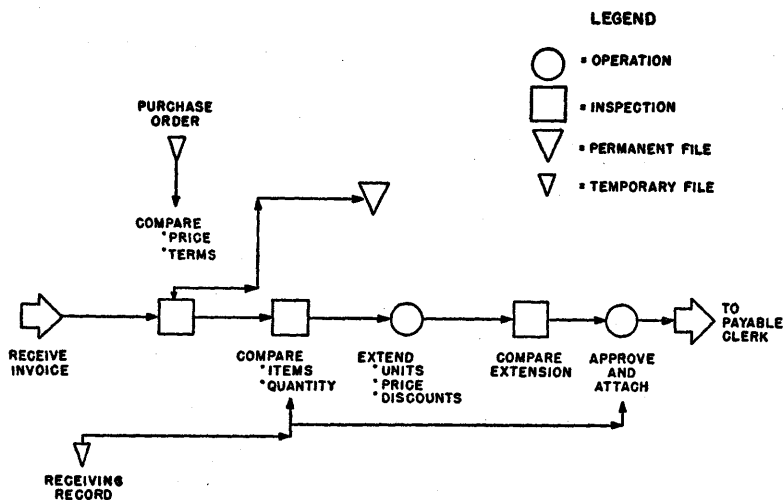 LEGEND
= OPERATION
= INSPECTION
= PERMANENT FILE
= TEMPORARY FILE
PURCHASE
ORDER
COMPARE
• PRICE
• TERMS
RECEIVE
INVOICE
COMPARE
• ITEMS
• QUANTITY
EXTEND
• UNITS
• PRICE
• DISCOUNTS
COMPARE
EXTENSION
APPROVE
AND
ATTACH
TO
PAYABLE
CLERK
RECEIVING
RECORD